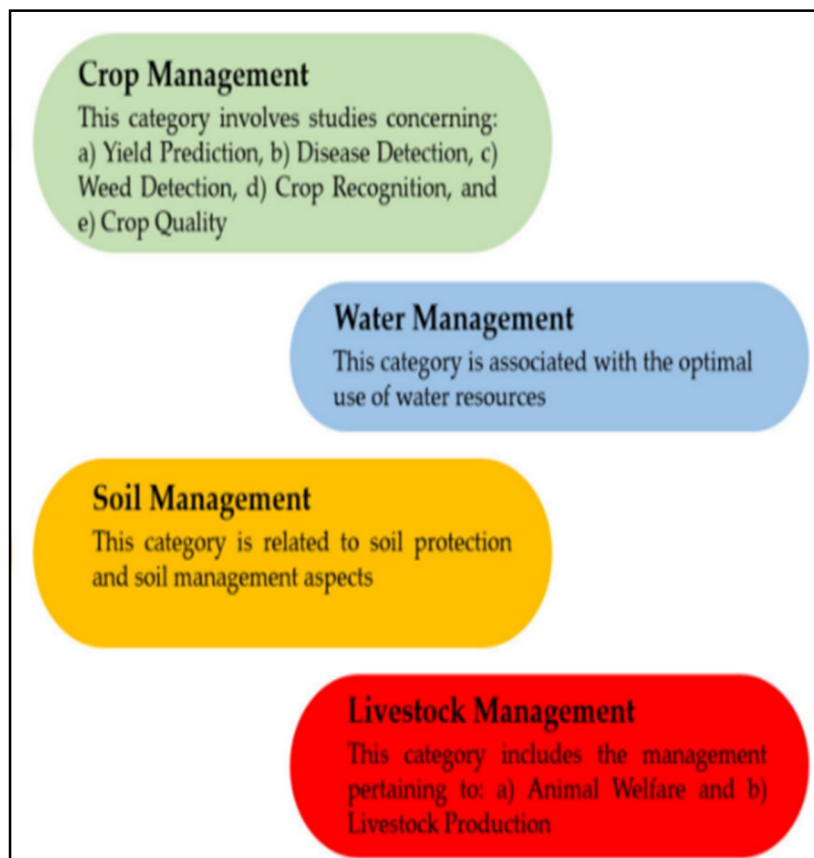 Crop Management
This category involves studies concerning:
a) Yield Prediction, b) Disease Detection, c)
Weed Detection, d) Crop Recognition, and
e) Crop Quality
Water Management
This category is associated with the optimal
use of water resources
Soil Management
This category is related to soil protection
and soil management aspects
Livestock Management
This category includes the management
pertaining to: a) Animal Welfare and b)
Livestock Production